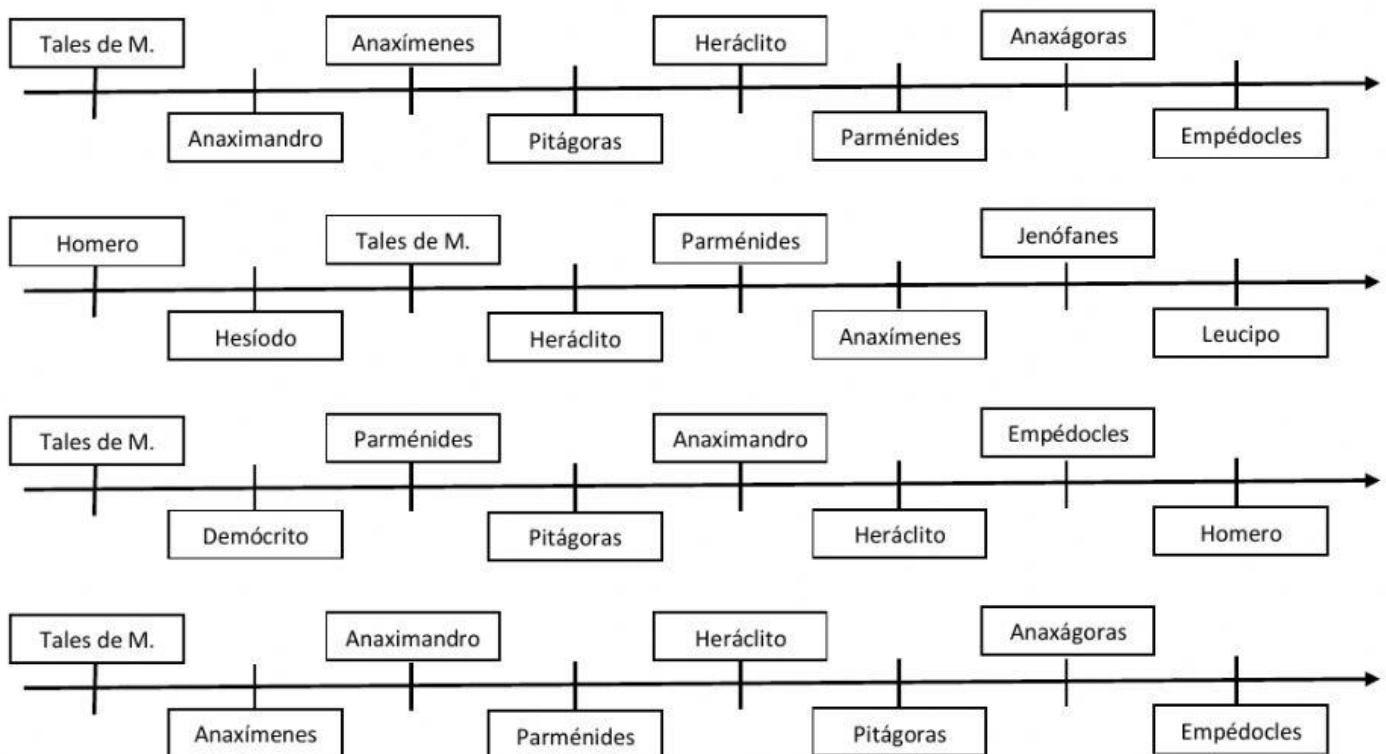 Tales de M.
Anaxímenes
Heráclito
Anaxágoras
Anaximandro
Pitágoras
Parménides
Empédocles
Homero
Tales de M.
Parménides
Jenófanes
Hesíodo
Heráclito
Anaxímenes
Leucipo
Tales de M.
Parménides
Anaximandro
Empédocles
Demócrito
Pitágoras
Heráclito
Homero
Tales de M.
Anaximandro
Heráclito
Anaxágoras
Anaxímenes
Parménides
Pitágoras
Empédocles